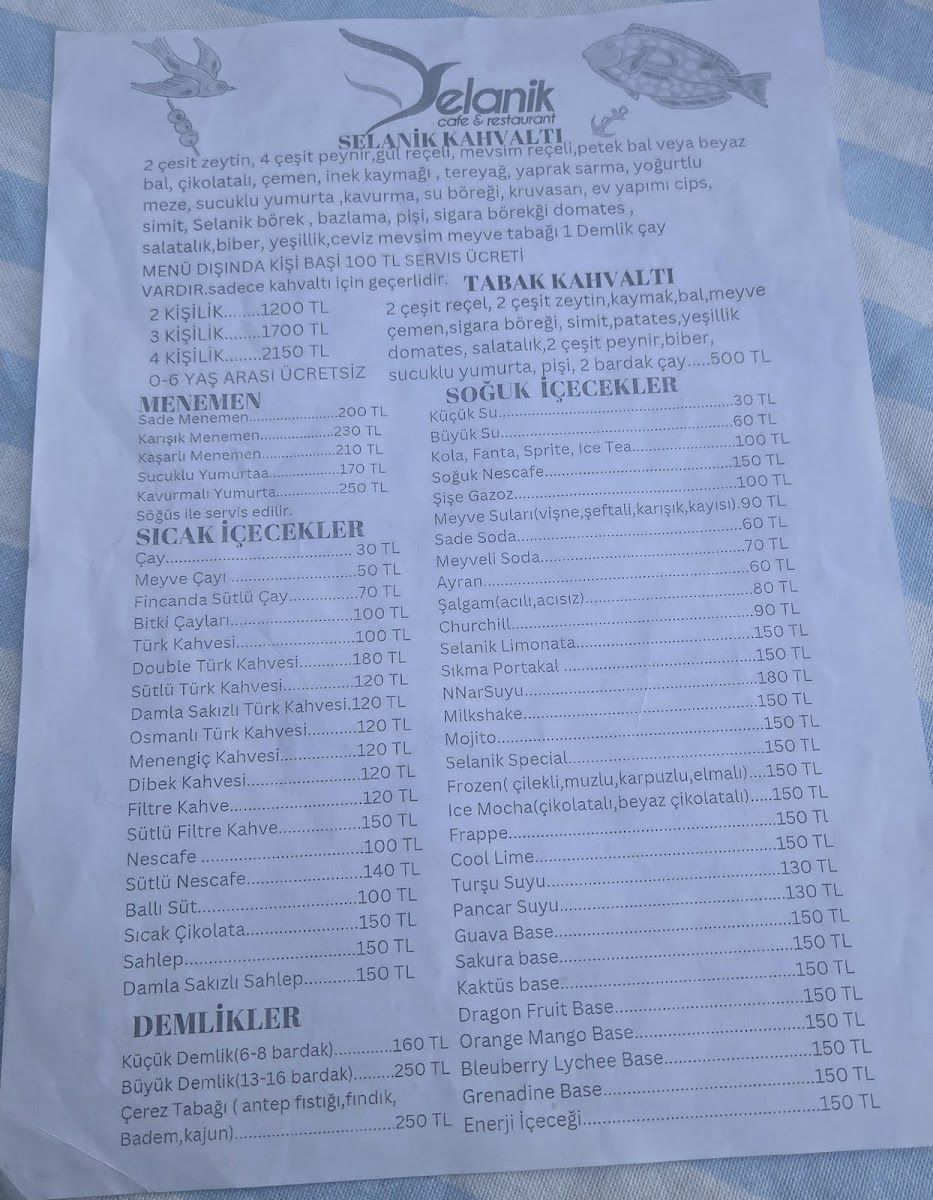 Selanik
cafe & restaurant
SELANİK KAHVALTI
2 çesit zeytin, 4 çeşit peynir,gül reçeli, mevsim reçeli,petek bal veya beyaz
bal, çikolatalı, çemen, inek kaymağı , tereyağ, yaprak sarma, yoğurtlu
meze, sucuklu yumurta ,kavurma, su böreği, kruvasan, ev yapımı cips,
simit, Selanik börek , bazlama, pişi, sigara börekği domates ,
salatalık,biber, yeşillik,ceviz mevsim meyve tabağı 1 Demlik çay
MENÜ DIŞINDA KİŞİ BAŞİ 100 TL SERVIS ÜCRETİ
VARDIR.sadece kahvaltı için geçerlidir.
2 KİŞİLİK........1200 TL
3 KİŞİLİK........1700 TL
4 KİŞİLİK........2150 TL
0-6 YAŞ ARASI ÜCRETSİZ
TABAK KAHVALTI
2 çeşit reçel, 2 çeşit zeytin,kaymak,bal,meyve
çemen,sigara böreği, simit,patates,yeşillik
domates, salatalık,2 çeşit peynir,biber,
sucuklu yumurta, pişi, 2 bardak çay.....500 TL
MENEMEN
Sade Menemen.....................200 TL
Karışık Menemen.................230 TL
Kaşarlı Menemen.................210 TL
Sucuklu Yumurtaa................170 TL
Kavurmalı Yumurta..............250 TL
Söğüs ile servis edilir.
SICAK İÇECEKLER
Çay........................................ 30 TL
Meyve Çayı ...........................50 TL
Fincanda Sütlü Çay...............70 TL
Bitki Çayları...........................100 TL
Türk Kahvesi.........................100 TL
Double Türk Kahvesi............180 TL
Sütlü Türk Kahvesi................120 TL
Damla Sakızlı Türk Kahvesi.120 TL
Osmanlı Türk Kahvesi...........120 TL
Menengiç Kahvesi.................120 TL
Dibek Kahvesi........................120 TL
Filtre Kahve............................120 TL
Sütlü Filtre Kahve..................150 TL
Nescafe ..................................100 TL
Sütlü Nescafe.........................140 TL
Ballı Süt..................................100 TL
Sıcak Çikolata........................150 TL
Sahlep.....................................150 TL
Damla Sakızlı Sahlep...........150 TL
DEMLİKLER
Küçük Demlik(6-8 bardak).............160 TL
Büyük Demlik(13-16 bardak).........250 TL
Çerez Tabağı ( antep fıstığı,fındık,
Badem,kajun)...................................250 TL
SOĞUK İÇECEKLER
Küçük Su.............................................30 TL
Büyük Su.............................................60 TL
Kola, Fanta, Sprite, Ice Tea....................100 TL
Soğuk Nescafe....................................150 TL
Şişe Gazoz..........................................100 TL
Meyve Suları(vişne,şeftali,karışık,kayısı).90 TL
Sade Soda...........................................60 TL
Meyveli Soda.......................................70 TL
Ayran...................................................60 TL
Şalgam(acılı,acısız)..............................80 TL
Churchill..............................................90 TL
Selanik Limonata.................................150 TL
Sıkma Portakal ....................................150 TL
NNarSuyu............................................180 TL
Milkshake............................................150 TL
Mojito..................................................150 TL
Selanik Special....................................150 TL
Frozen( çilekli,muzlu,karpuzlu,elmalı)....150 TL
Ice Mocha(çikolatalı,beyaz çikolatalı).....150 TL
Frappe.................................................150 TL
Cool Lime............................................150 TL
Turşu Suyu...........................................130 TL
Pancar Suyu.........................................130 TL
Guava Base..........................................150 TL
Sakura base.........................................150 TL
Kaktüs base.........................................150 TL
Dragon Fruit Base................................150 TL
Orange Mango Base.............................150 TL
Bleuberry Lychee Base.........................150 TL
Grenadine Base...................................150 TL
Enerji İçeceği.......................................150 TL